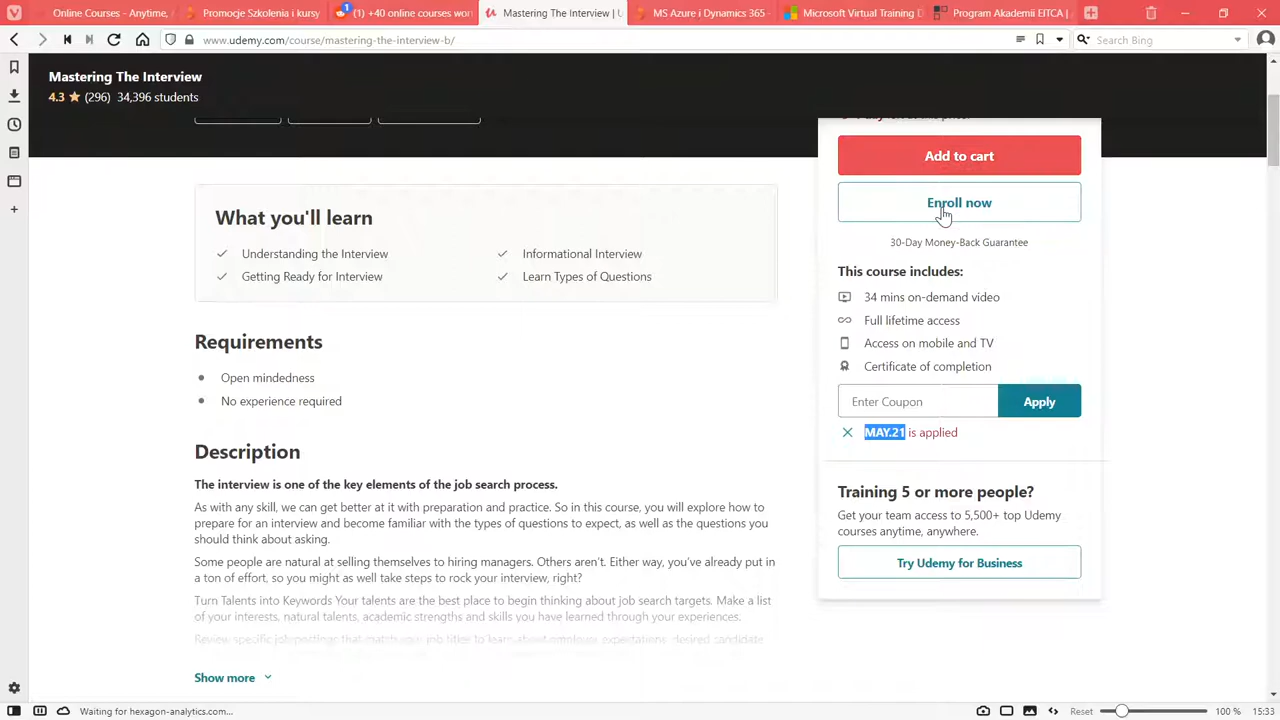 Online Courses - Anytime,
Promocje Szkolenia i kursy
(1) +40 online courses wor
Mastering The Interview | U
MS Azure i Dynamics 365 -
Microsoft Virtual Training D
Program Akademii EITCA |
www.udemy.com/course/mastering-the-interview-b/
Search Bing
Mastering The Interview
4.3 ★ (296) 34,396 students
Add to cart
Enroll now
30-Day Money-Back Guarantee
What you'll learn
Understanding the Interview
Informational Interview
Getting Ready for Interview
Learn Types of Questions
This course includes:
34 mins on-demand video
Full lifetime access
Access on mobile and TV
Certificate of completion
Enter Coupon
Apply
MAY.21 is applied
Requirements
Open mindedness
No experience required
Description
The interview is one of the key elements of the job search process.
As with any skill, we can get better at it with preparation and practice. So in this course, you will explore how to
prepare for an interview and become familiar with the types of questions to expect, as well as the questions you
should think about asking.
Some people are natural at selling themselves to hiring managers. Others aren't. Either way, you've already put in
a ton of effort, so you might as well take steps to rock your interview, right?
Turn Talents into Keywords Your talents are the best place to begin thinking about job search targets. Make a list
of your interests, natural talents, academic strengths and skills you have learned through your experiences.
Show more
Training 5 or more people?
Get your team access to 5,500+ top Udemy
courses anytime, anywhere.
Try Udemy for Business
Waiting for hexagon-analytics.com...
Reset
100 %
15:33